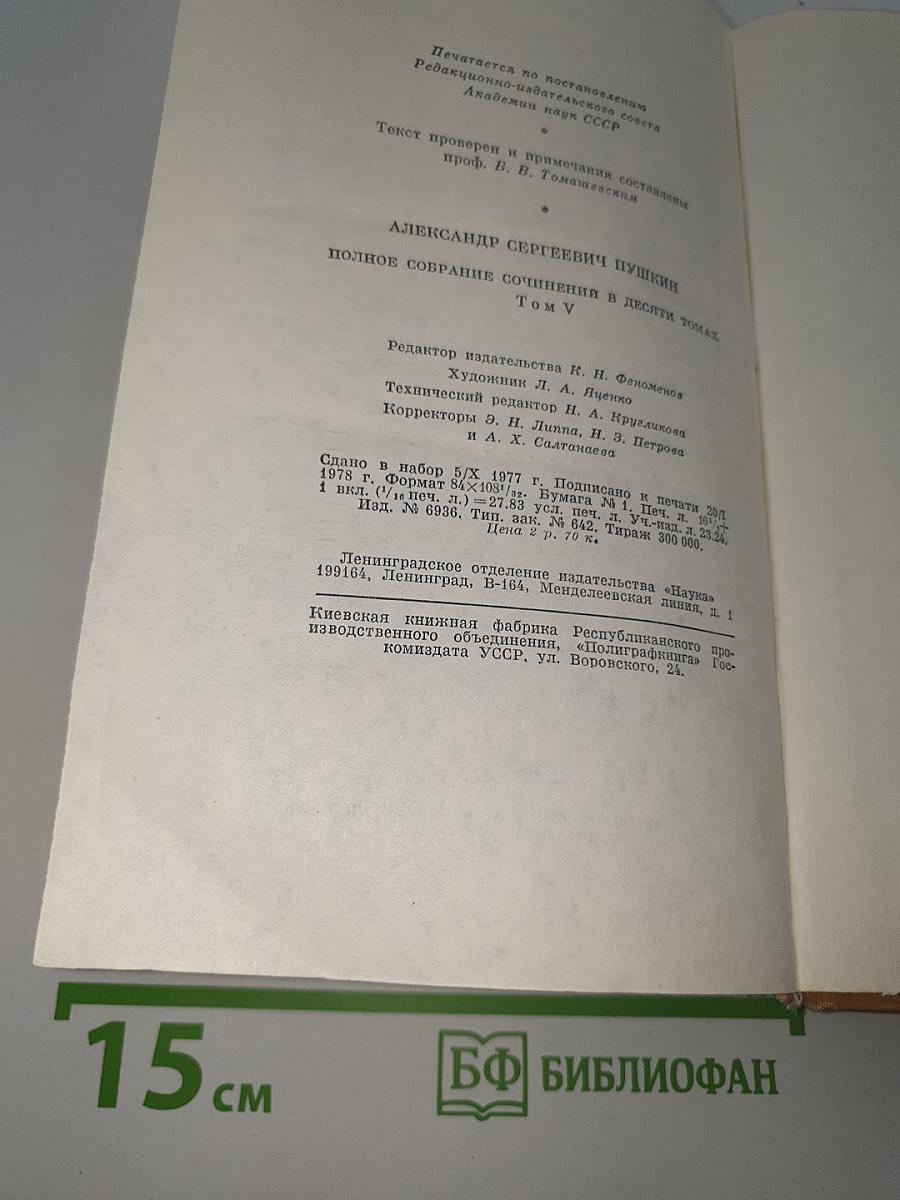 Печатается по постановлению
Редакционно-издательского совета
Академии наук СССР
*
Текст проверен и примечания составлены
проф. Б. В. Томашевским
*
АЛЕКСАНДР СЕРГЕЕВИЧ ПУШКИН
ПОЛНОЕ СОБРАНИЕ СОЧИНЕНИЙ В ДЕСЯТИ ТОМАХ
Том V
Редактор издательства К. Н. Феноменов
Художник Л. А. Яценко
Технический редактор Н. А. Кругликова
Корректоры Э. Н. Липпа, Н. З. Петрова
и А. Х. Салтанаева
Сдано в набор 5/X 1977 г. Подписано к печати 20/I
1978 г. Формат 84×108¹/₃₂. Бумага № 1. Печ. л. 16¹/₂+
1 вкл. (¹/₁₆ печ. л.)=27.83 усл. печ. л. Уч.-изд. л. 23.24.
Изд. № 6936. Тип. зак. № 642. Тираж 300 000.
Цена 2 р. 70 к.
Ленинградское отделение издательства «Наука»
199164, Ленинград, В-164, Менделеевская линия, д. 1
Киевская книжная фабрика Республиканского про-
изводственного объединения, «Полиграфкнига» Гос-
комиздата УССР, ул. Воровского, 24.
15 см
БФ БИБЛИОФАН